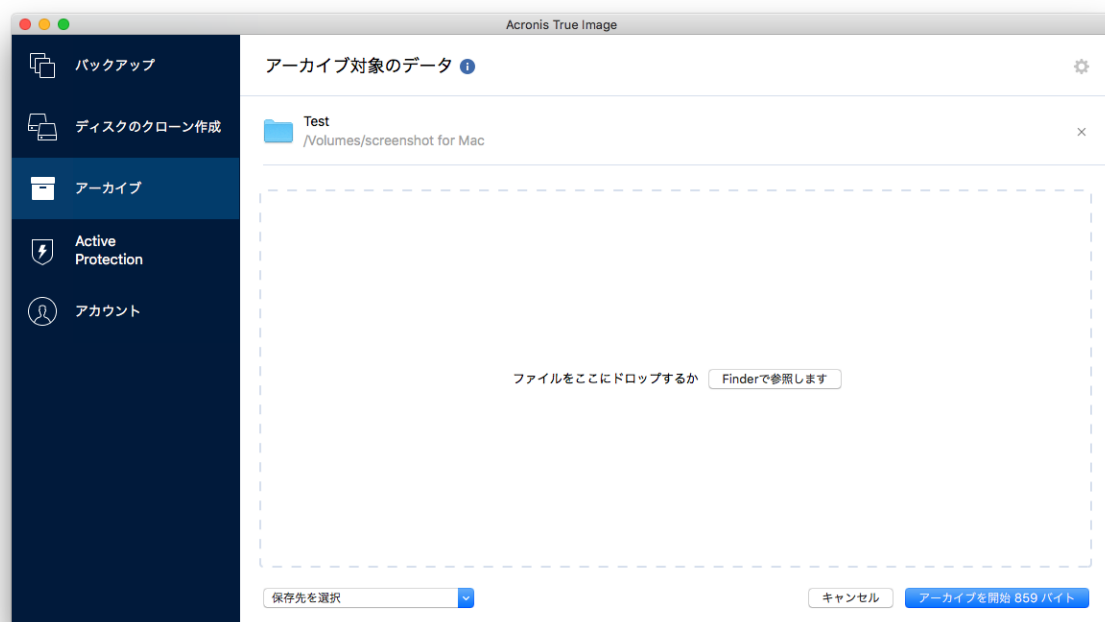 Acronis True Image
バックアップ
ディスクのクローン作成
アーカイブ
Active
Protection
アカウント
アーカイブ対象のデータ
Test
/Volumes/screenshot for Mac
ファイルをここにドロップするか
Finderで参照します
保存先を選択
キャンセル
アーカイブを開始 859 バイト